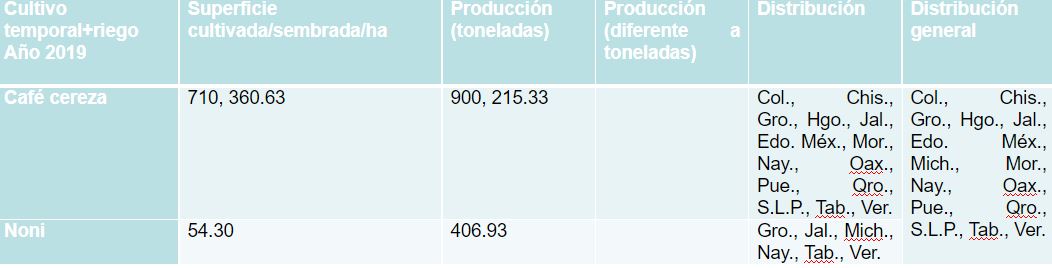 Cultivo temporal+riego Año 2019
Superficie cultivada/sembrada/ha
Producción (toneladas)
Producción (diferente a toneladas)
Distribución
Distribución general
Café cereza
710, 360.63
900, 215.33
Col., Chis.,
Gro., Hgo., Jal.,
Edo. Méx., Mor.,
Nay., Oax.,
Pue., Qro.,
S.L.P., Tab., Ver.
Col., Chis.,
Gro., Hgo., Jal.,
Edo. Méx.,
Mich., Mor.,
Nay., Oax.,
Pue., Qro.,
S.L.P., Tab., Ver.
Noni
54.30
406.93
Gro., Jal., Mich.,
Nay., Tab., Ver.